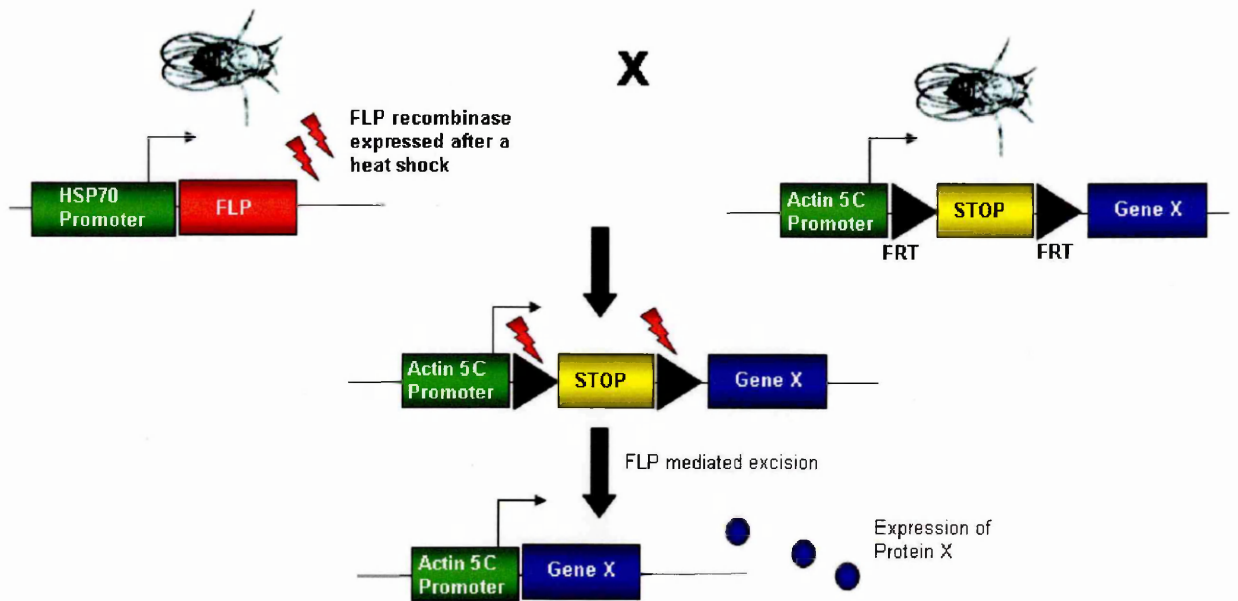 X
FLP recombinase
expressed after a
heat shock
HSP70
Promoter
FLP
Actin 5C
Promoter
STOP
Gene X
FRT
FRT
Actin 5C
Promoter
STOP
Gene X
FLP mediated excision
Actin 5C
Promoter
Gene X
Expression of
Protein X